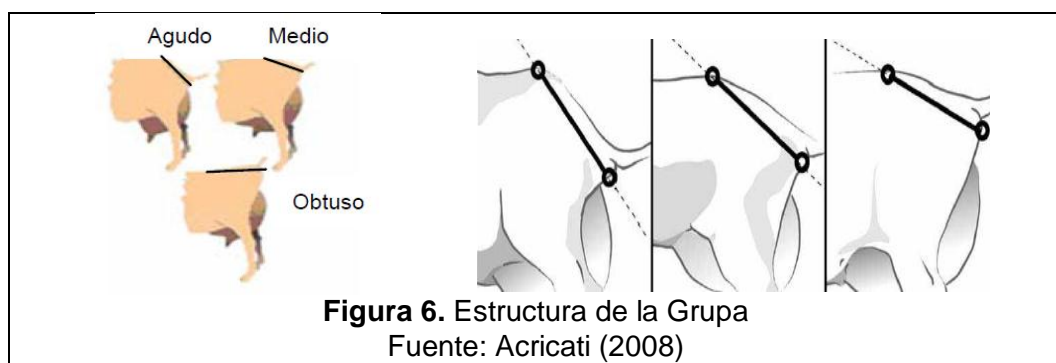 Agudo Medio
Obtuso
Figura 6. Estructura de la Grupa
Fuente: Acricati (2008)